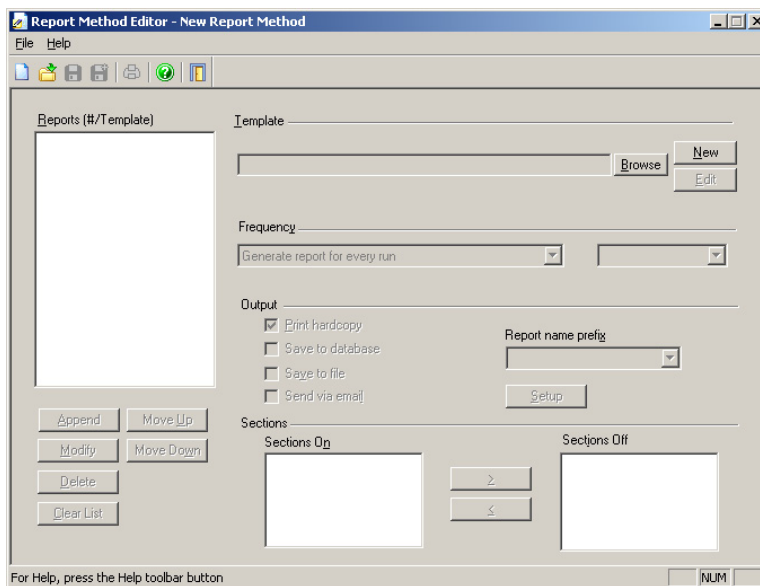 Report Method Editor - New Report Method
File Help
Reports (#/Template)
Template
Browse
New
Edit
Frequency
Generate report for every run
Output
Print hardcopy
Save to database
Save to file
Send via email
Report name prefix
Setup
Append Move Up
Modify Move Down
Delete
Clear List
Sections
Sections On
Sections Off
>
<
For Help, press the Help toolbar button
NUM